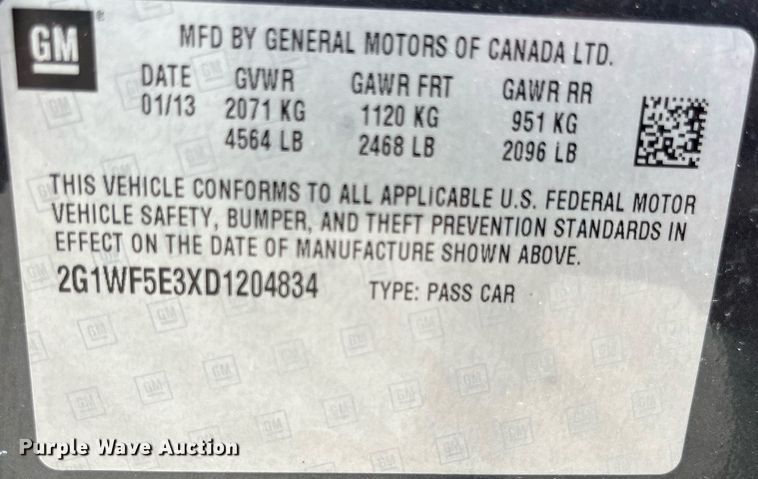 GM ®
MFD BY GENERAL MOTORS OF CANADA LTD.
DATE GVWR GAWR FRT GAWR RR
01/13 2071 KG 1120 KG 951 KG
4564 LB 2468 LB 2096 LB
THIS VEHICLE CONFORMS TO ALL APPLICABLE U.S. FEDERAL MOTOR
VEHICLE SAFETY, BUMPER, AND THEFT PREVENTION STANDARDS IN
EFFECT ON THE DATE OF MANUFACTURE SHOWN ABOVE.
2G1WF5E3XD1204834 TYPE: PASS CAR
Purple Wave Auction